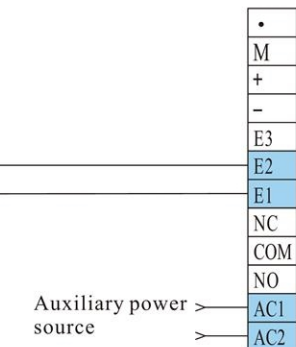 •
M
+
–
E3
E2
E1
NC
COM
NO
Auxiliary power
source
AC1
AC2